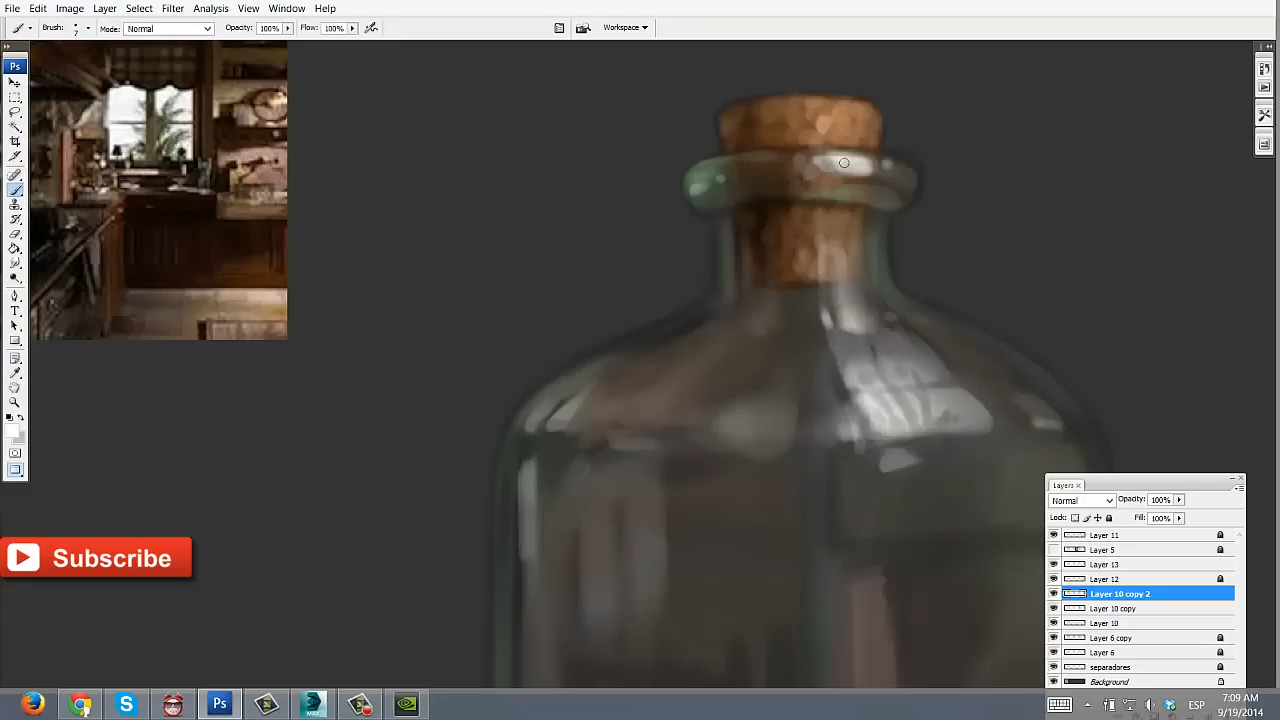 File Edit Image Layer Select Filter Analysis View Window Help
Brush: 7 Mode: Normal Opacity: 100% Flow: 100% Workspace
Ps
Subscribe
Layers
Normal Opacity: 100%
Lock: Fill: 100%
Layer 11
Layer 5
Layer 13
Layer 12
Layer 10 copy 2
Layer 10 copy
Layer 10
Layer 6 copy
Layer 6
separadores
Background
Ps MAX ESP 7:09 AM
9/19/2014